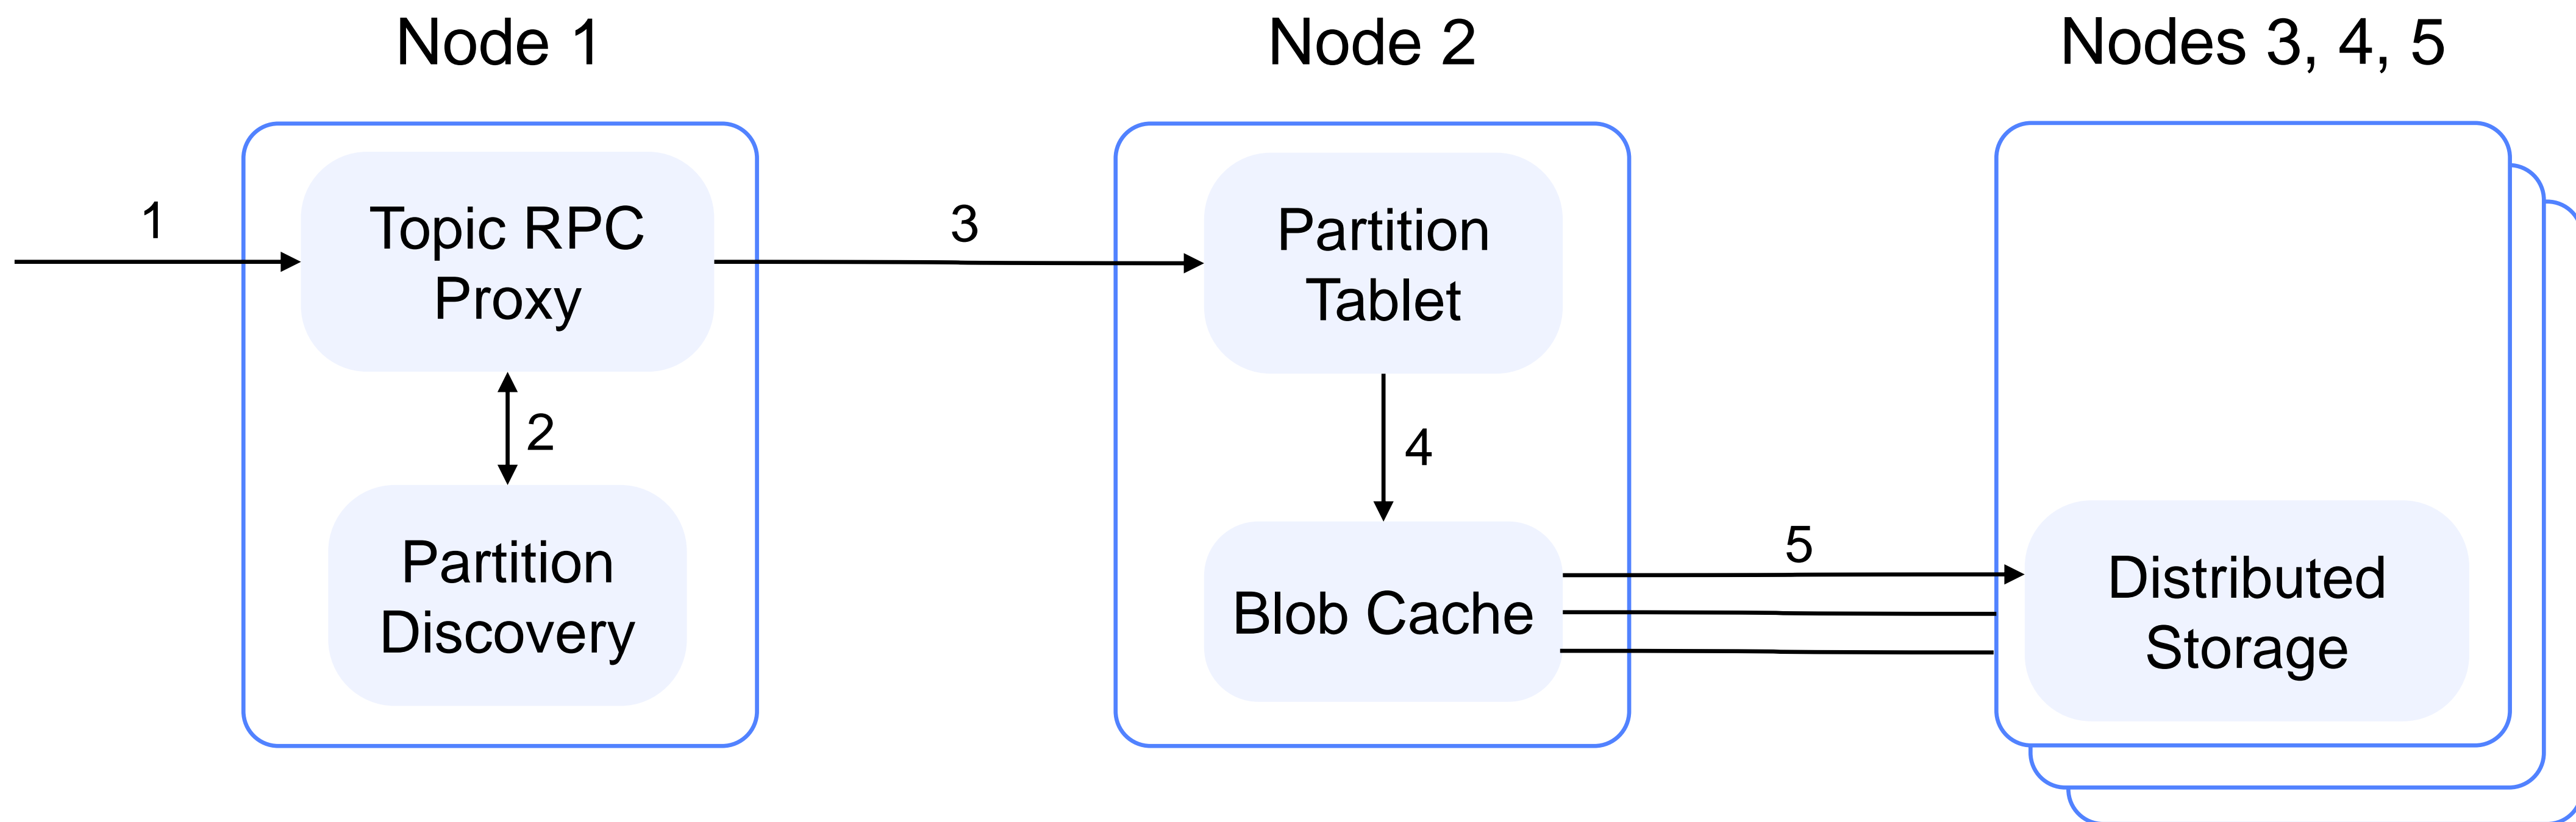 Node 1
Node 2
Nodes 3, 4, 5
1
Topic RPC
Proxy
2
Partition
Discovery
3
Partition
Tablet
4
Blob Cache
5
Distributed
Storage